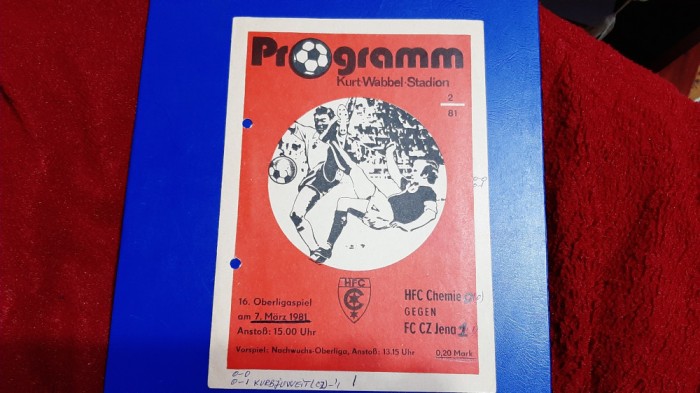 Programm
Kurt-Wabbel-Stadion
2
81
HFC
16. Oberligaspiel
am 7. März 1981
Anstoß: 15.00 Uhr
HFC Chemie
GEGEN
FC CZ Jena
Vorspiel: Nachwuchs-Oberliga, Anstoß: 13.15 Uhr
0,20 Mark
0-0
0-1 KURBJUWEIT